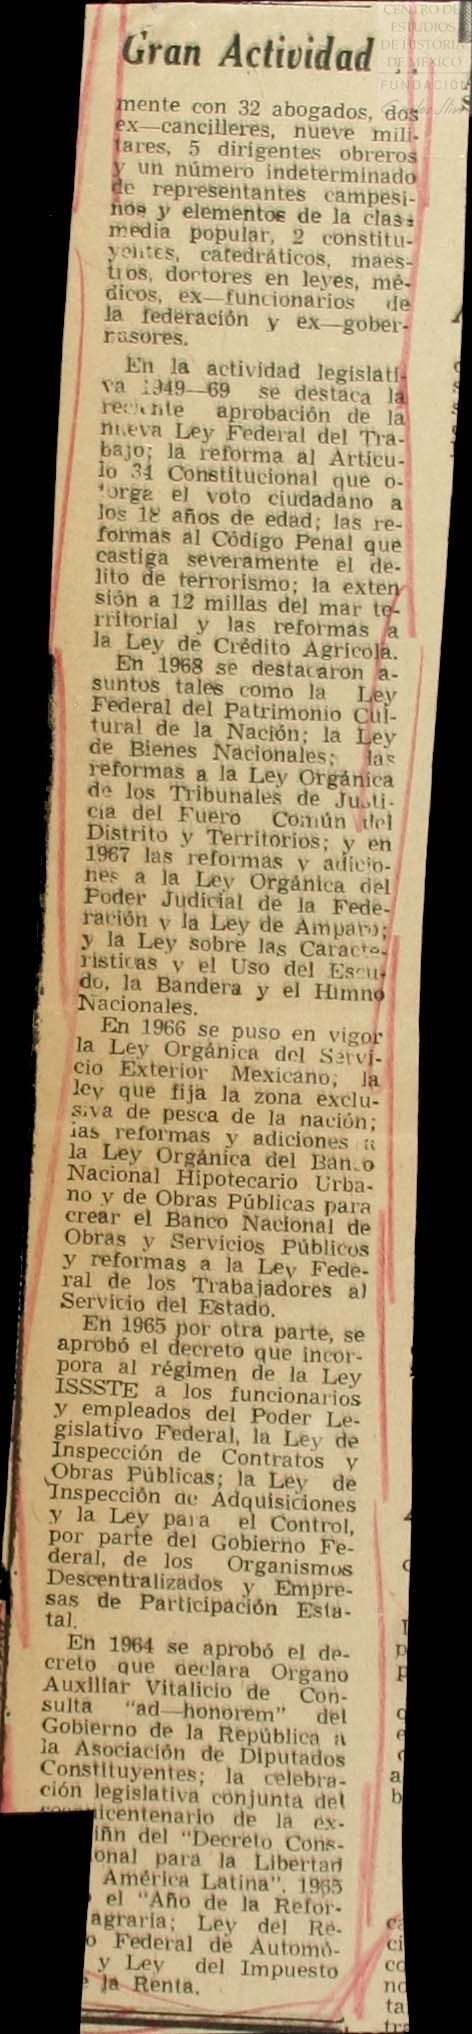 CENTRO DE
ESTUDIOS
DE HISTORIA
DE MEXICO
FUNDACIÓN
Carlos Slim
Gran Actividad ..
mente con 32 abogados, dos
ex—cancilleres, nueve mili-
tares, 5 dirigentes obreros
y un número indeterminado
de representantes campesi-
nos y elementos de la clase
media popular, 2 constitu-
yentes, catedráticos, maes-
tros, doctores en leyes, mé-
dicos, ex—funcionarios de
la federación y ex—gober-
nasores.
En la actividad legislati-
va 1949—69 se destaca la
reciente aprobación de la
nueva Ley Federal del Tra-
bajo; la reforma al Artícu-
lo 34 Constitucional que o-
torga el voto ciudadano a
los 18 años de edad; las re-
formas al Código Penal que
castiga severamente el de-
lito de terrorismo; la exten
sión a 12 millas del mar te-
rritorial y las reformas a
la Ley de Crédito Agrícola.
En 1968 se destacaron a-
suntos tales como la Ley
Federal del Patrimonio Cul-
tural de la Nación; la Ley
de Bienes Nacionales; las
reformas a la Ley Orgánica
de los Tribunales de Justi-
cia del Fuero Común del
Distrito y Territorios; y en
1967 las reformas y adicio-
nes a la Ley Orgánica del
Poder Judicial de la Fede-
ración y la Ley de Amparo;
y la Ley sobre las Caracte-
rísticas y el Uso del Escu-
do, la Bandera y el Himno
Nacionales.
En 1966 se puso en vigor
la Ley Orgánica del Servi-
cio Exterior Mexicano; la
ley que fija la zona exclu-
siva de pesca de la nación;
las reformas y adiciones a
la Ley Orgánica del Banco
Nacional Hipotecario Urba-
no y de Obras Públicas para
crear el Banco Nacional de
Obras y Servicios Públicos
y reformas a la Ley Fede-
ral de los Trabajadores al
Servicio del Estado.
En 1965 por otra parte, se
aprobó el decreto que incor-
pora al régimen de la Ley
ISSSTE a los funcionarios
y empleados del Poder Le-
gislativo Federal, la Ley de
Inspección de Contratos y
Obras Públicas; la Ley de
Inspección de Adquisiciones
y la Ley para el Control,
por parte del Gobierno Fe-
deral, de los Organismos
Descentralizados y Empre-
sas de Participación Esta-
tal.
En 1964 se aprobó el de-
creto que declara Organo
Auxiliar Vitalicio de Con-
sulta "ad—honorem" del
Gobierno de la República a
la Asociación de Diputados
Constituyentes; la celebra-
ción legislativa conjunta del
sesquicentenario de la ex-
iñn del "Decreto Cons-
onal para la Libertad
América Latina", 1965
el "Año de la Refor-
agraria; Ley del Re-
o Federal de Automó-
y Ley del Impuesto
la Renta.